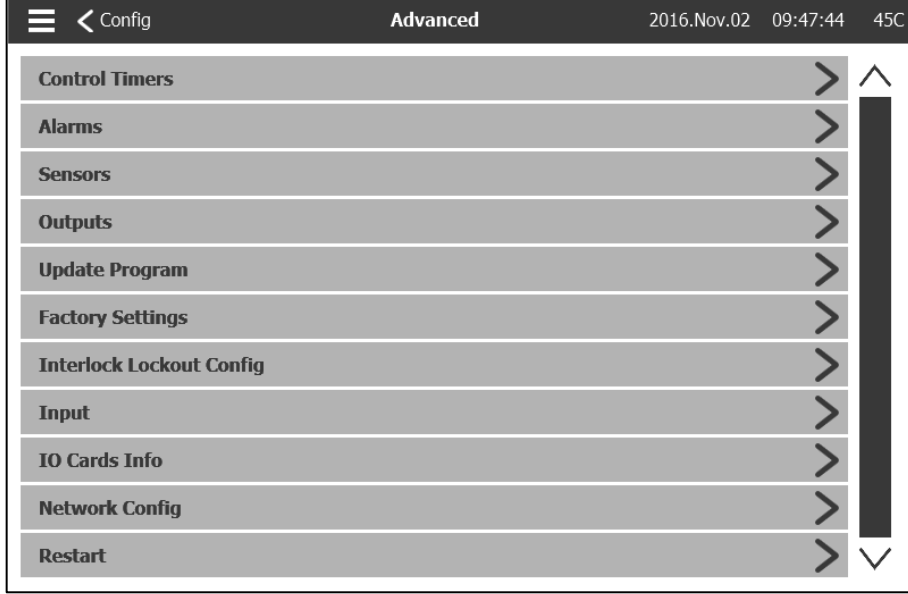 Config Advanced 2016.Nov.02 09:47:44 45C
Control Timers
Alarms
Sensors
Outputs
Update Program
Factory Settings
Interlock Lockout Config
Input
IO Cards Info
Network Config
Restart